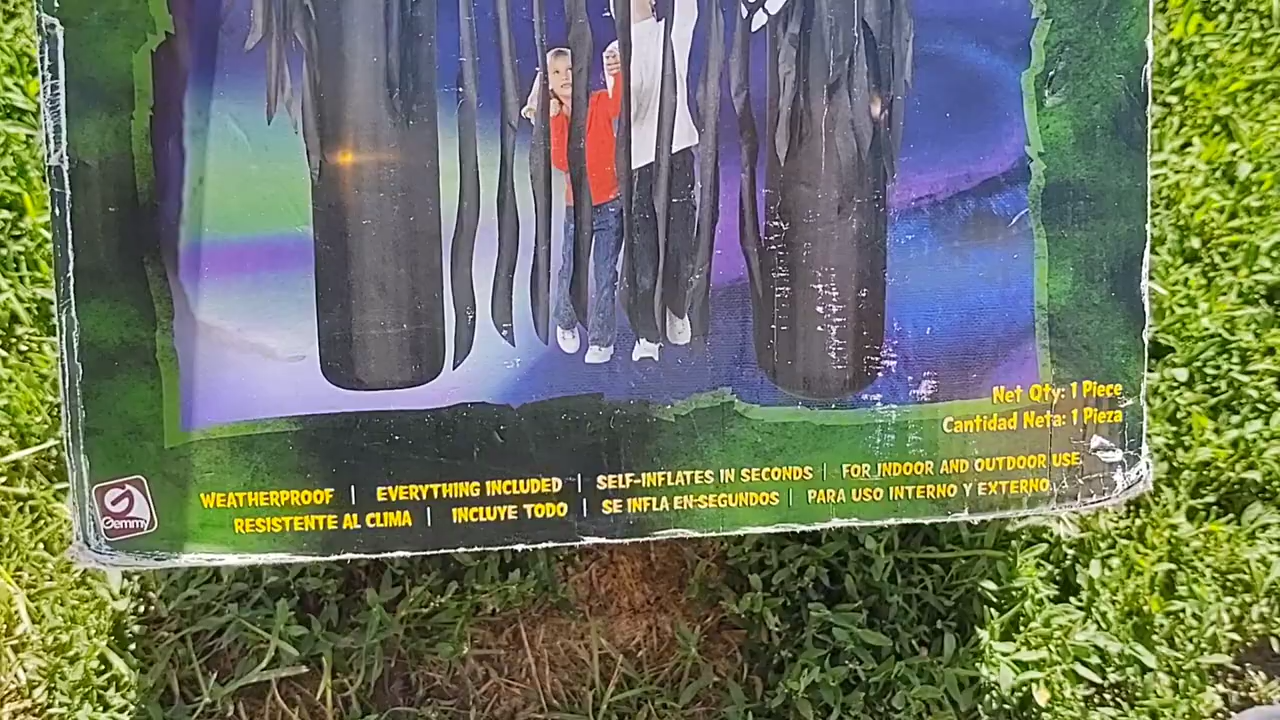 Net Qty: 1 Piece
Cantidad Neta: 1 Pieza
WEATHERPROOF | EVERYTHING INCLUDED | SELF-INFLATES IN SECONDS | FOR INDOOR AND OUTDOOR USE
RESISTENTE AL CLIMA | INCLUYE TODO | SE INFLA EN SEGUNDOS | PARA USO INTERNO Y EXTERNO
Gemmy